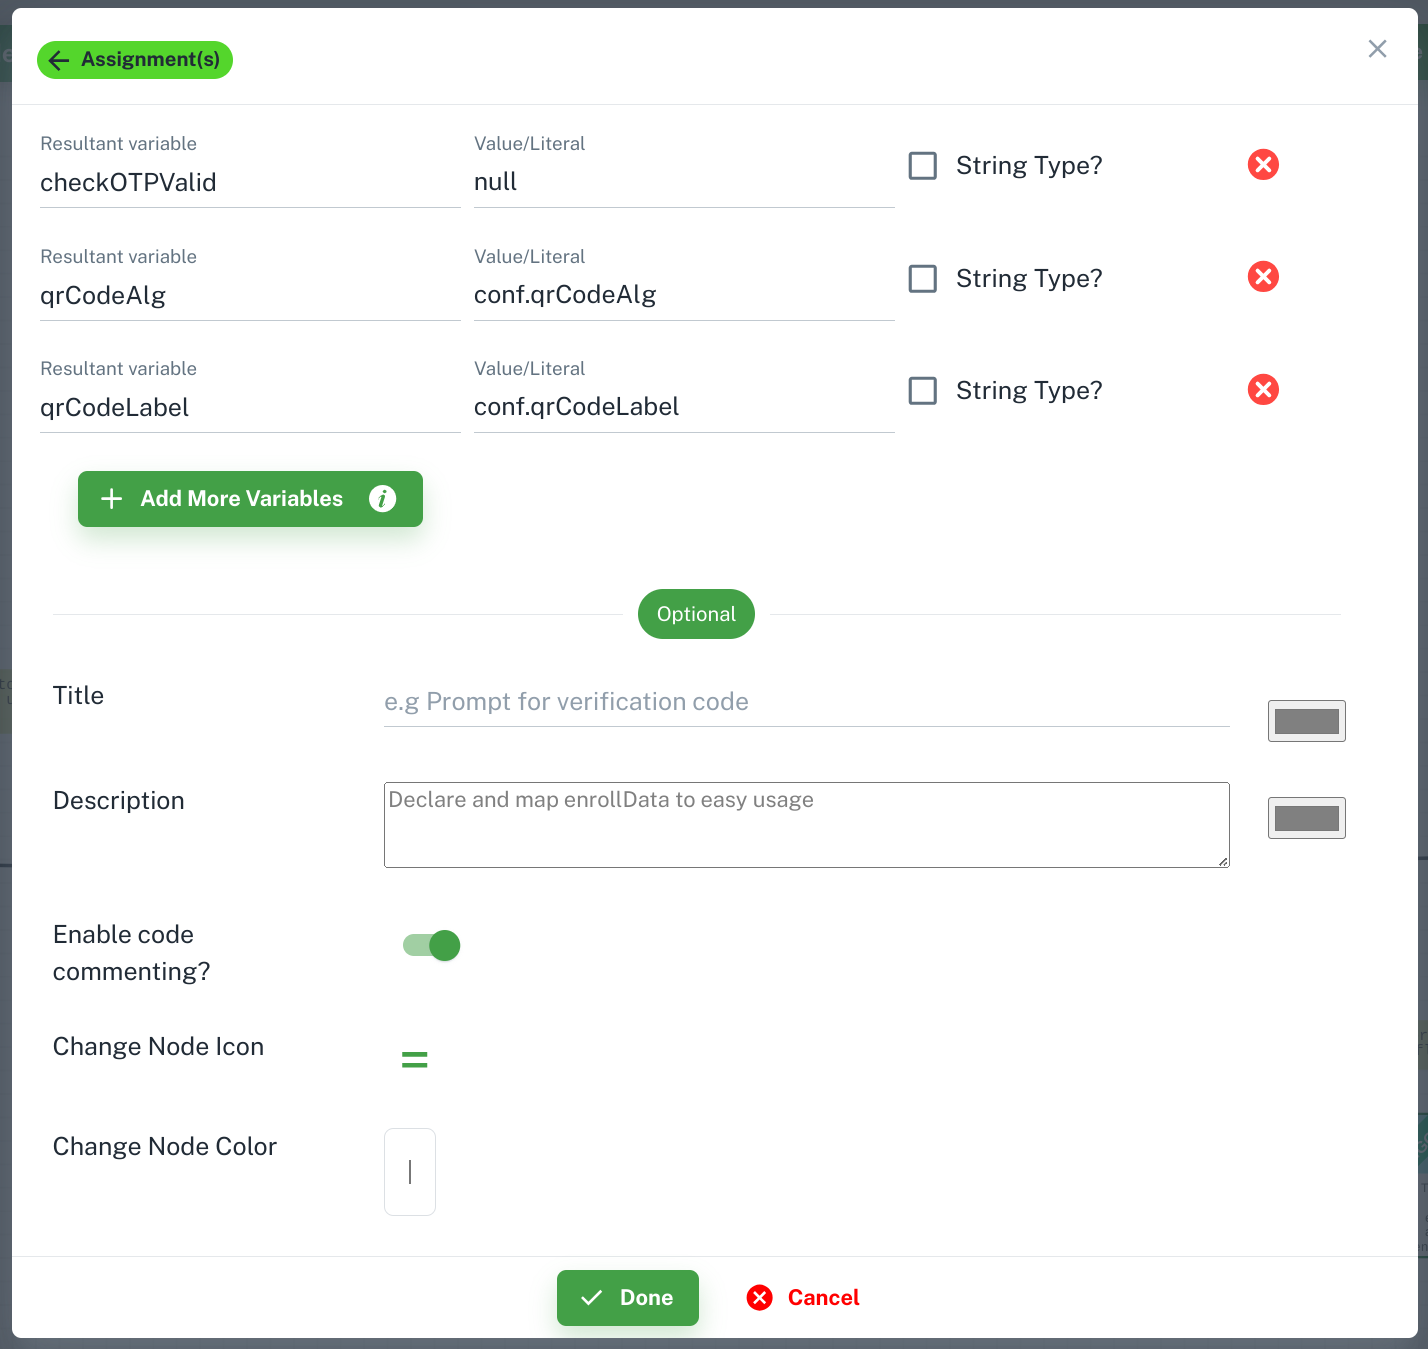 Assignment(s)
Resultant variable
Value/Literal
checkOTPValid
null
String Type?
Resultant variable
Value/Literal
qrCodeAlg
conf.qrCodeAlg
String Type?
Resultant variable
Value/Literal
qrCodeLabel
conf.qrCodeLabel
String Type?
Add More Variables
Optional
Title
e.g Prompt for verification code
Description
Declare and map enrollData to easy usage
Enable code
commenting?
Change Node Icon
Change Node Color
Done
Cancel